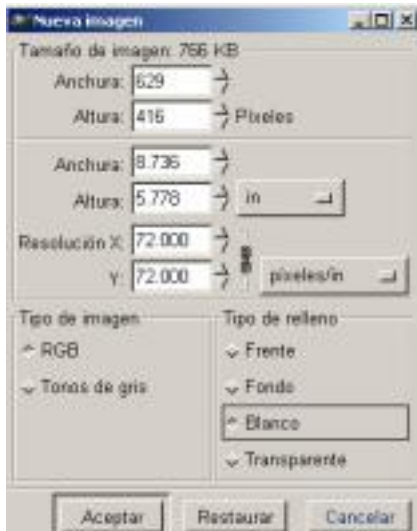 Nueva imagen
Tamaño de imagen: 766 KB
Anchura: 629
Altura: 416 Píxeles
Anchura: 8.736
Altura: 5.778 in
Resolución X: 72.000
Y: 72.000 píxeles/in
Tipo de imagen
RGB
Tonos de gris
Tipo de relleno
Frente
Fondo
Blanco
Transparente
Aceptar Restaurar Cancelar